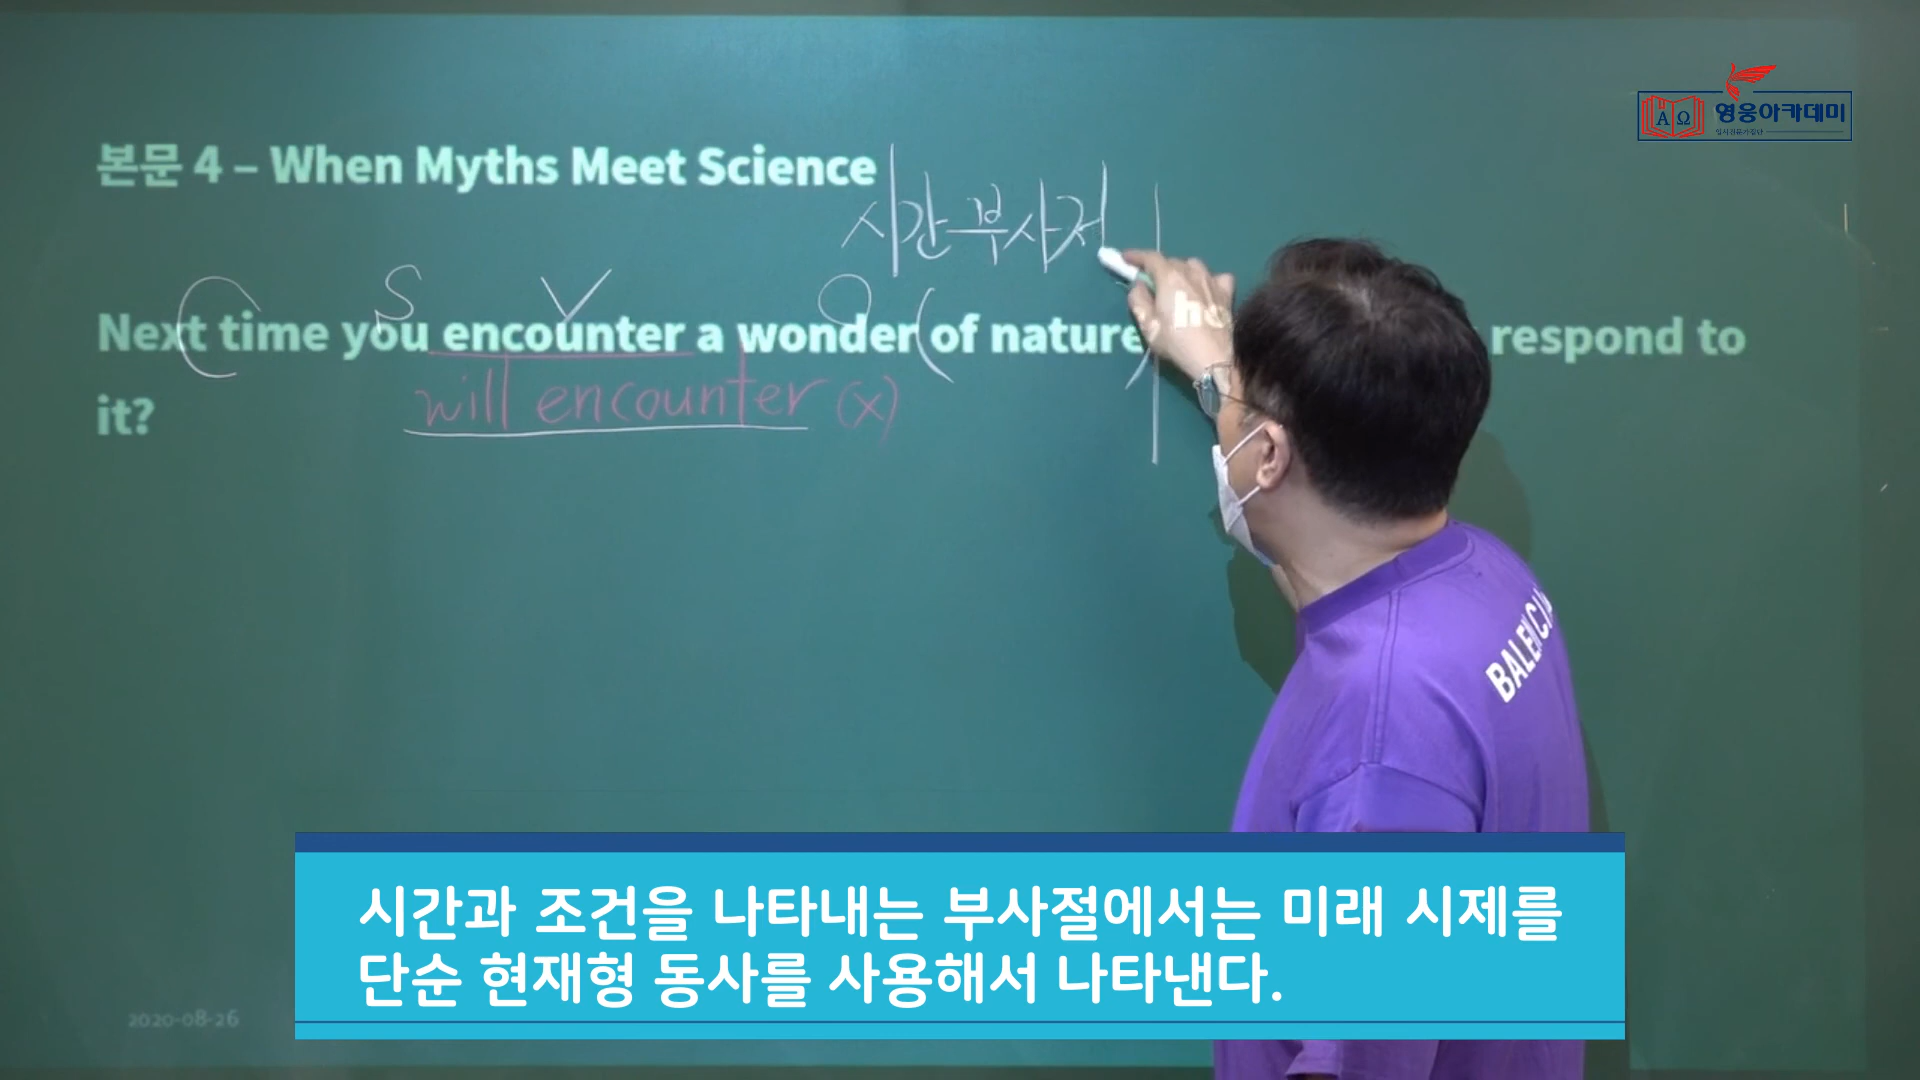 영웅아카데미
본문 4 – When Myths Meet Science
시간부사저
S V O
Next time you encounter a wonder of nature, respond to
will encounter (x)
it?
BALENCIA
시간과 조건을 나타내는 부사절에서는 미래 시제를
단순 현재형 동사를 사용해서 나타낸다.
2020-08-26